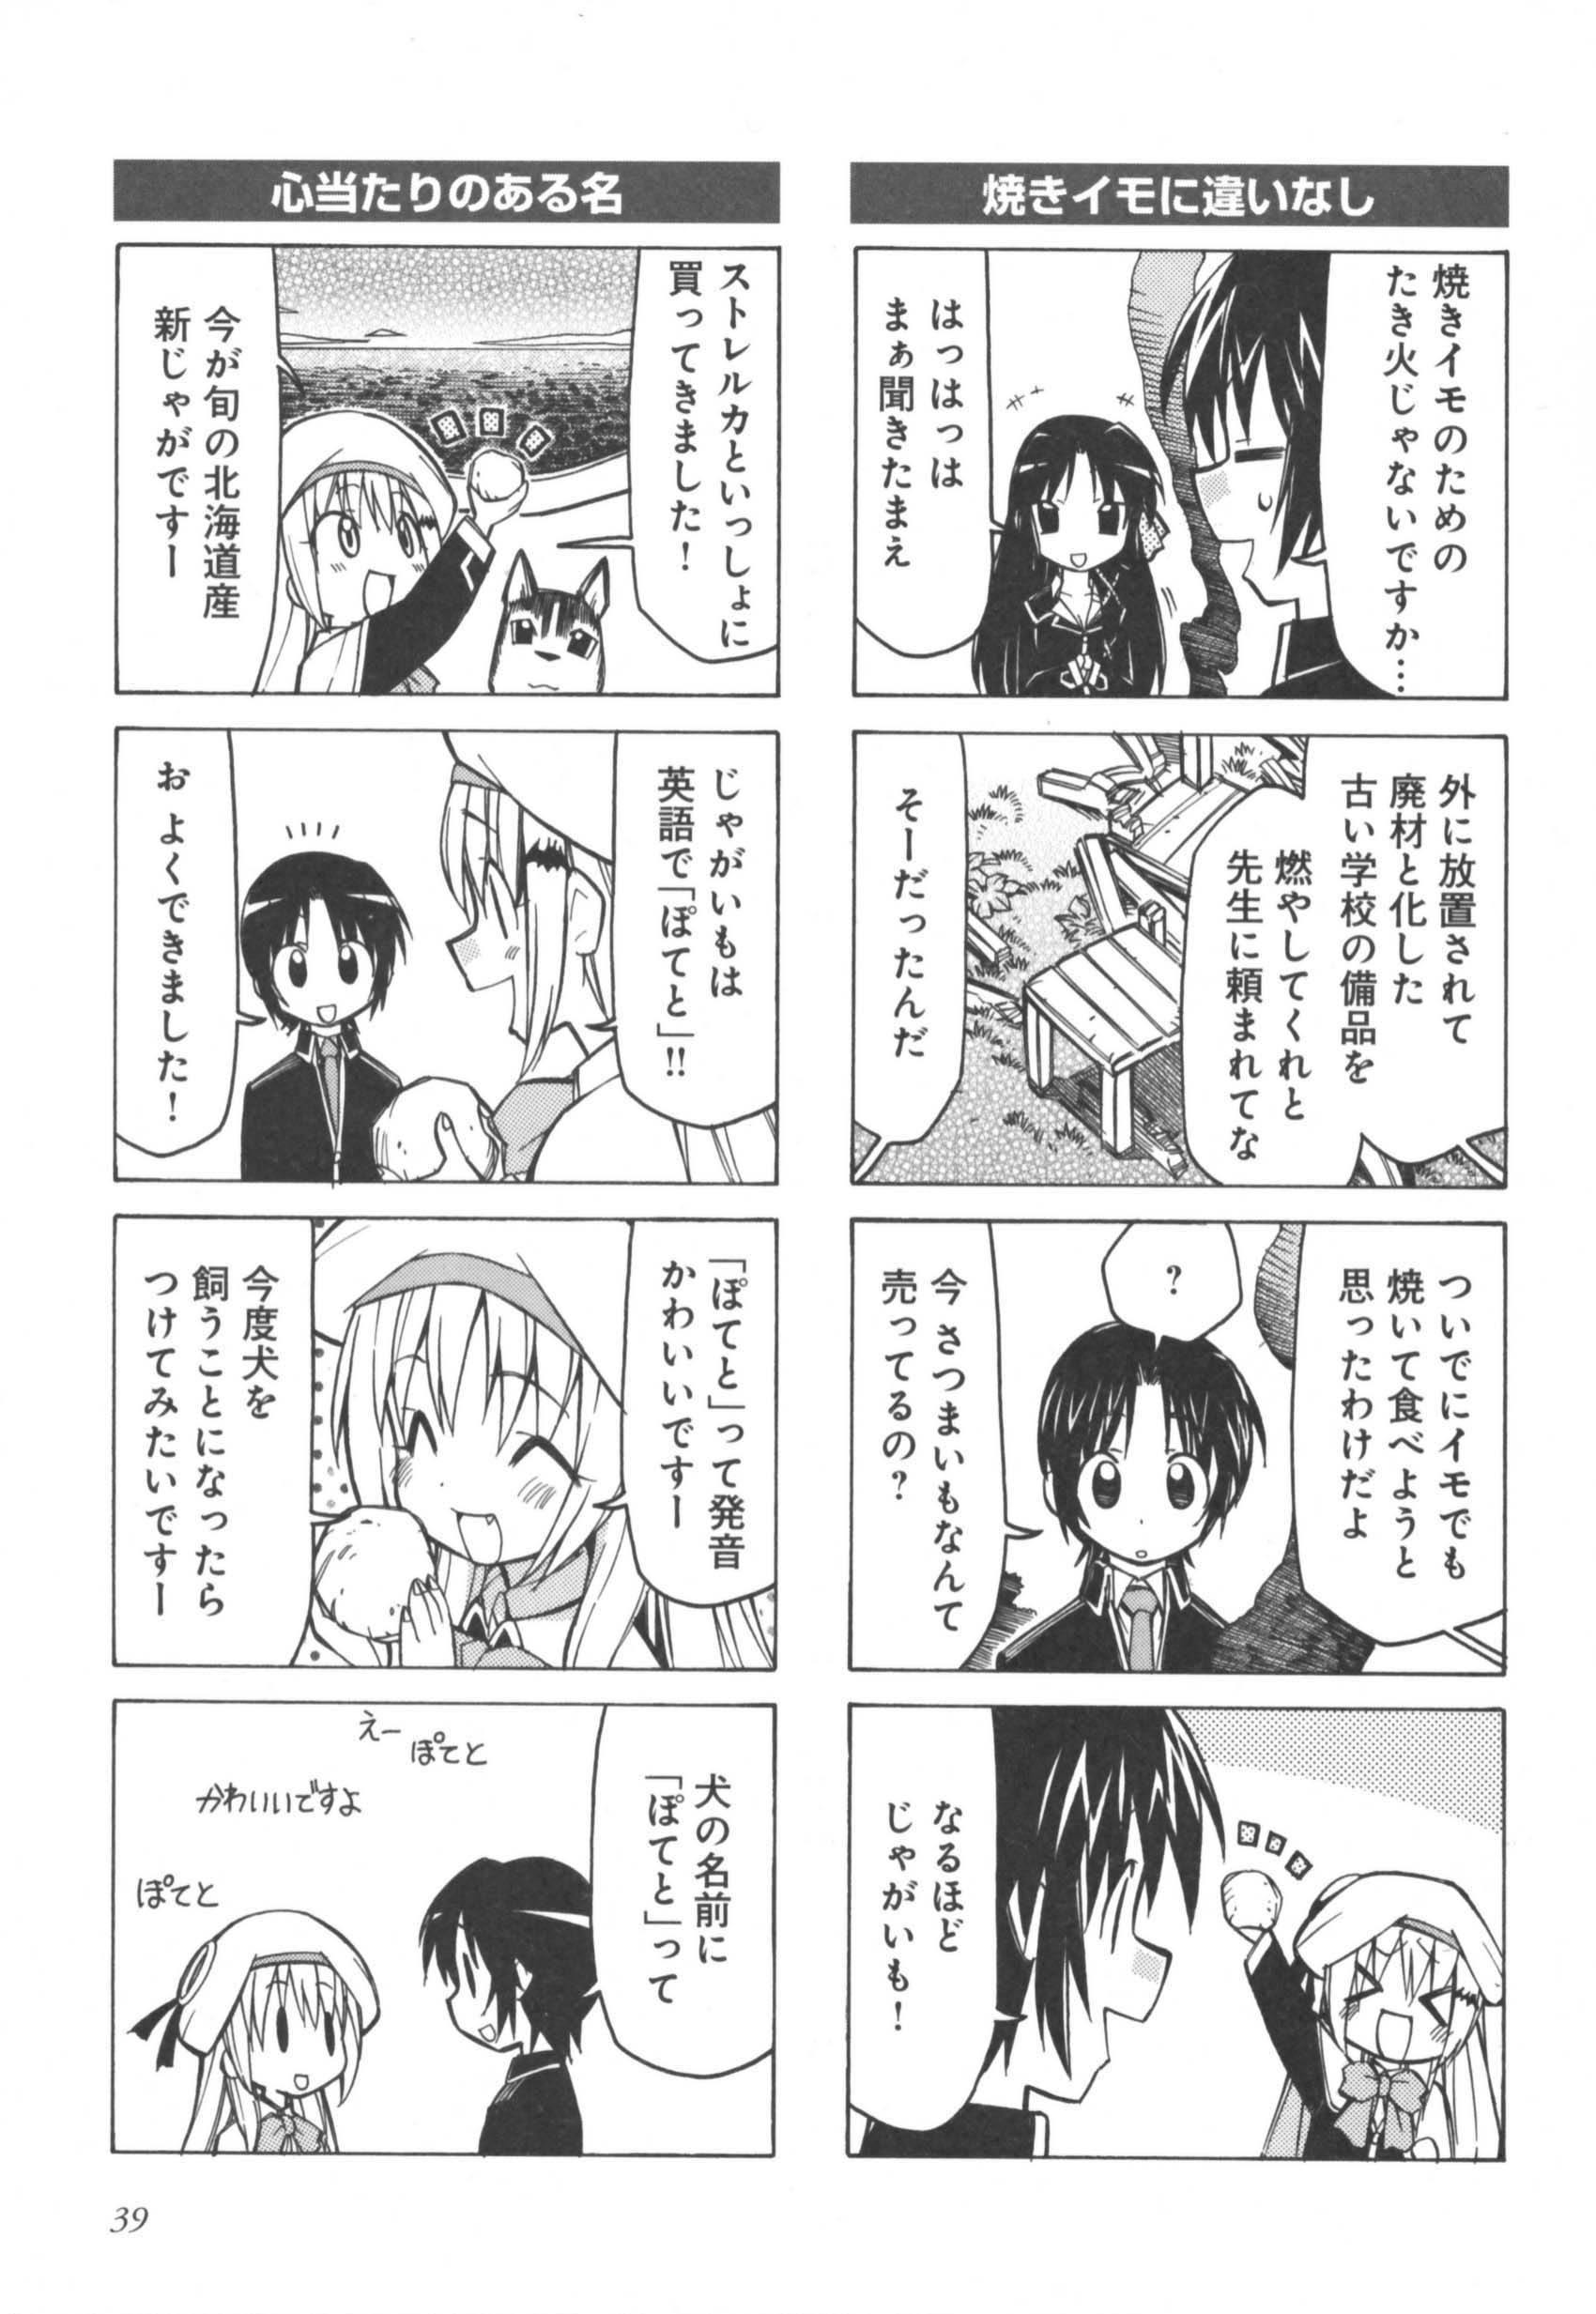 焼きイモに違いなし
焼きイモのための
たき火じゃないですか…
はっはっは
まぁ聞きたまえ
外に放置されて
廃材と化した
古い学校の備品を
燃やしてくれと
先生に頼まれてな
そーだったんだ
ついでにイモでも
焼いて食べようと
思ったわけだよ
?
今 さつまいもなんて
売ってるの?
なるほど
じゃがいも!
心当たりのある名
ストレルカといっしょに
買ってきました!
今が旬の北海道産
新じゃがですー
じゃがいもは
英語で「ぽてと」!!
お よくできました!
「ぽてと」って発音
かわいいですー
今度犬を
飼うことになったら
つけてみたいですー
犬の名前に
「ぽてと」って
えー
ぽてと
かわいいですよ
ぽてと
39